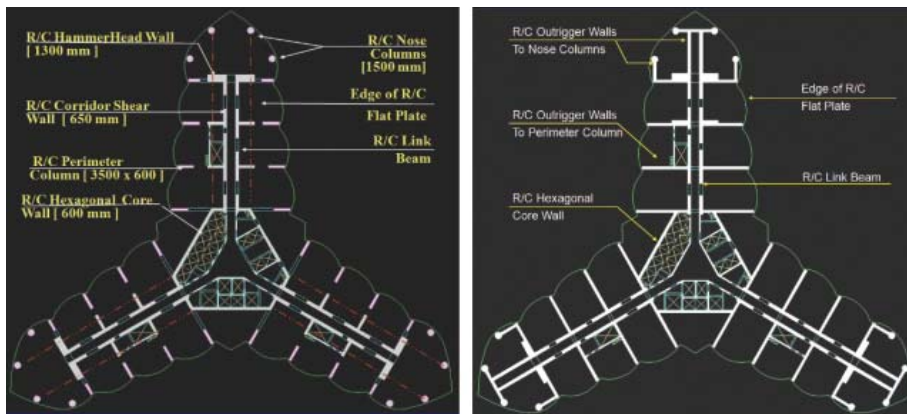 R/C HammerHead Wall
[ 1300 mm ]
R/C Nose
Columns
[1500 mm]
R/C Corridor Shear
Wall [ 650 mm ]
Edge of R/C
Flat Plate
R/C Perimeter
Column [ 3500 x 600 ]
R/C Link
Beam
R/C Hexagonal Core
Wall [ 600 mm ]
R/C Outrigger Walls
To Nose Columns
R/C Outrigger Walls
To Perimeter Column
Edge of R/C
Flat Plate
R/C Link Beam
R/C Hexagonal
Core Wall